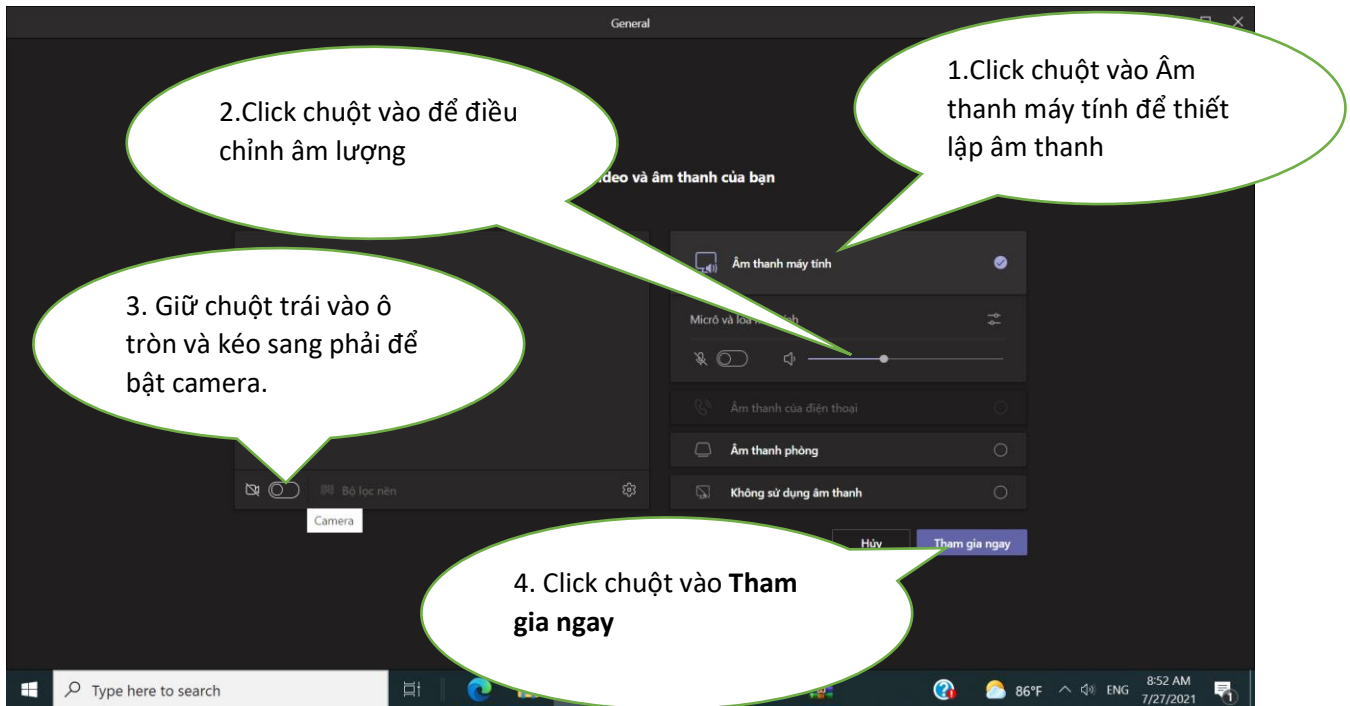 General
1.Click chuột vào Âm
thanh máy tính để thiết
lập âm thanh
2.Click chuột vào để điều
chỉnh âm lượng
và âm thanh của bạn
Âm thanh máy tính
3. Giữ chuột trái vào ô
tròn và kéo sang phải để
bật camera.
Micrô và
Âm thanh của điện thoại
Âm thanh phòng
Bộ lọc nền
Không sử dụng âm thanh
Camera
Hủy
Tham gia ngay
4. Click chuột vào Tham
gia ngay
Type here to search
86°F
ENG
8:52 AM
7/27/2021
1